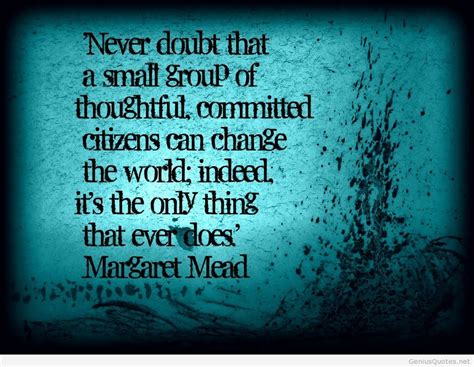 'Never doubt that
a small group of
thoughtful, committed
citizens can change
the world; indeed,
it's the only thing
that ever does.'
Margaret Mead
GeniusQuotes.net